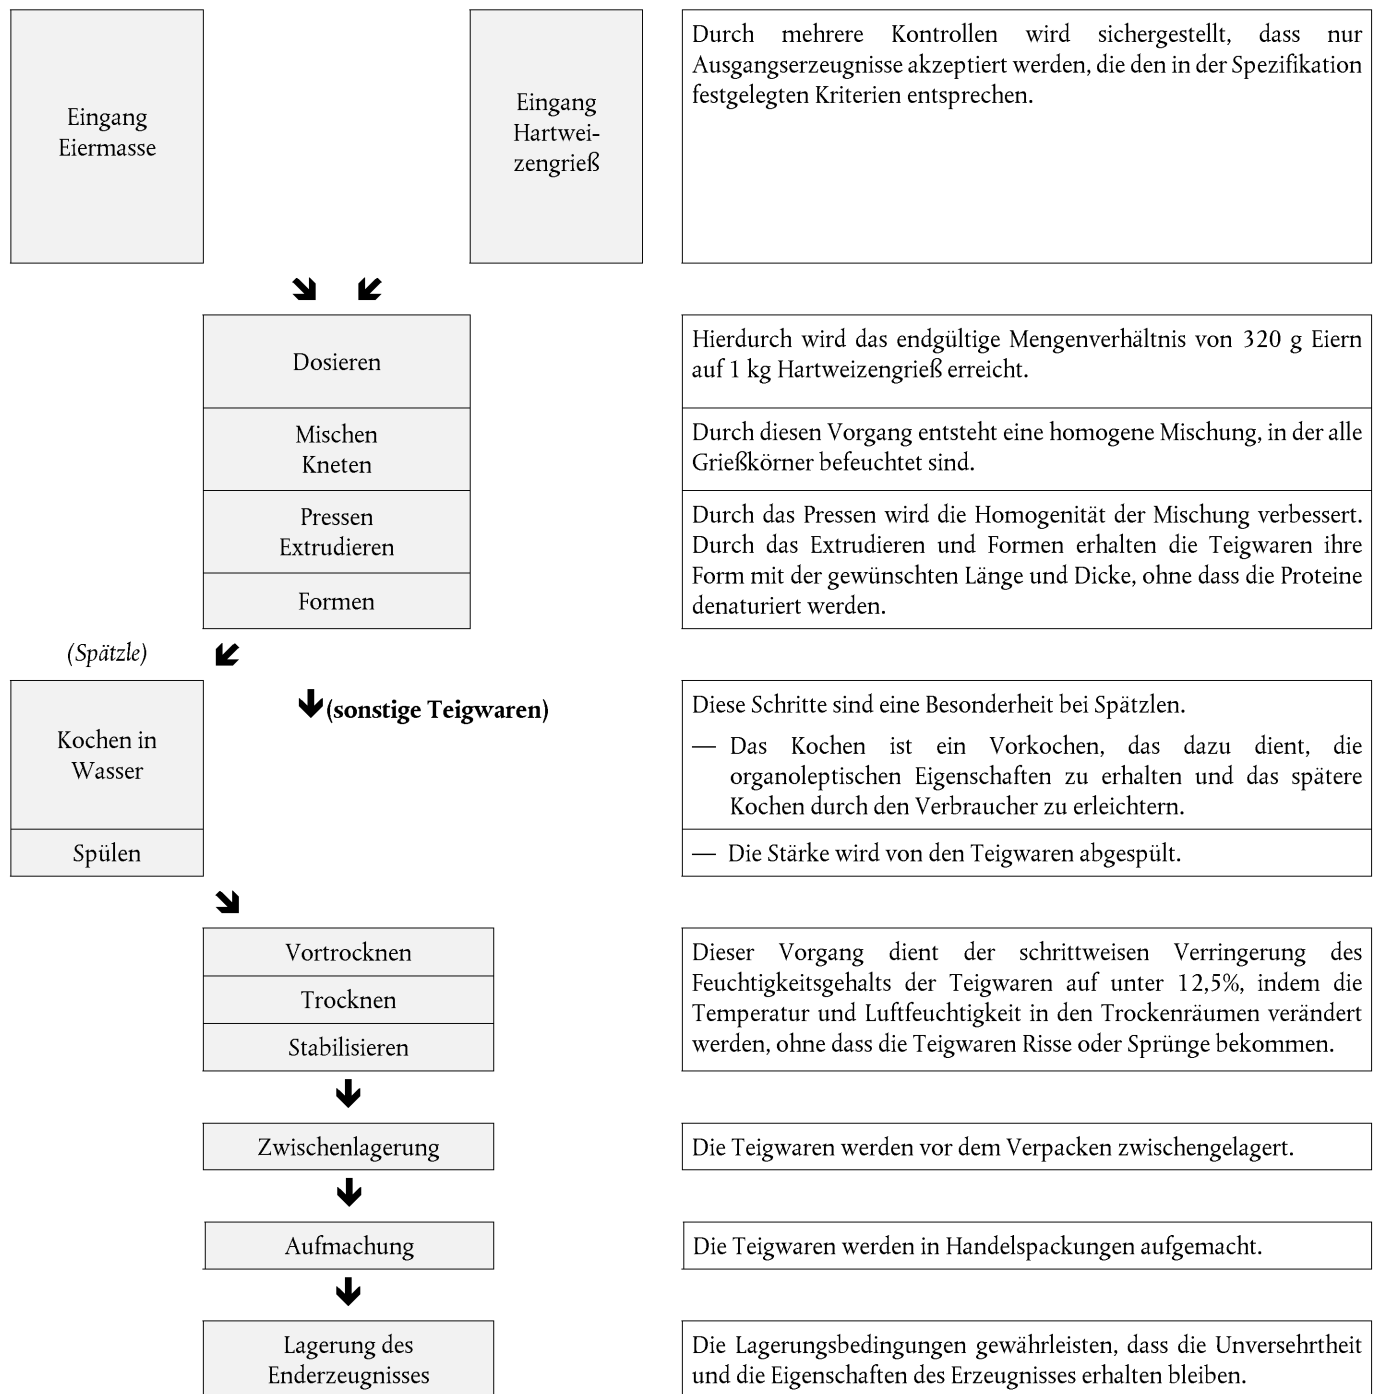 Eingang
Eiermasse
Eingang
Hartwei-
zengrieß
Durch mehrere Kontrollen wird sichergestellt, dass nur
Ausgangserzeugnisse akzeptiert werden, die den in der Spezifikation
festgelegten Kriterien entsprechen.
Dosieren
Hierdurch wird das endgültige Mengenverhältnis von 320 g Eiern
auf 1 kg Hartweizengrieß erreicht.
Mischen
Kneten
Durch diesen Vorgang entsteht eine homogene Mischung, in der alle
Grießkörner befeuchtet sind.
Pressen
Extrudieren
Formen
Durch das Pressen wird die Homogenität der Mischung verbessert.
Durch das Extrudieren und Formen erhalten die Teigwaren ihre
Form mit der gewünschten Länge und Dicke, ohne dass die Proteine
denaturiert werden.
(Spätzle)
(sonstige Teigwaren)
Kochen in
Wasser
Diese Schritte sind eine Besonderheit bei Spätzlen.
— Das Kochen ist ein Vorkochen, das dazu dient, die
organoleptischen Eigenschaften zu erhalten und das spätere
Kochen durch den Verbraucher zu erleichtern.
Spülen
— Die Stärke wird von den Teigwaren abgespült.
Vortrocknen
Trocknen
Stabilisieren
Dieser Vorgang dient der schrittweisen Verringerung des
Feuchtigkeitsgehalts der Teigwaren auf unter 12,5%, indem die
Temperatur und Luftfeuchtigkeit in den Trockenräumen verändert
werden, ohne dass die Teigwaren Risse oder Sprünge bekommen.
Zwischenlagerung
Die Teigwaren werden vor dem Verpacken zwischengelagert.
Aufmachung
Die Teigwaren werden in Handelspackungen aufgemacht.
Lagerung des
Enderzeugnisses
Die Lagerungsbedingungen gewährleisten, dass die Unversehrtheit
und die Eigenschaften des Erzeugnisses erhalten bleiben.